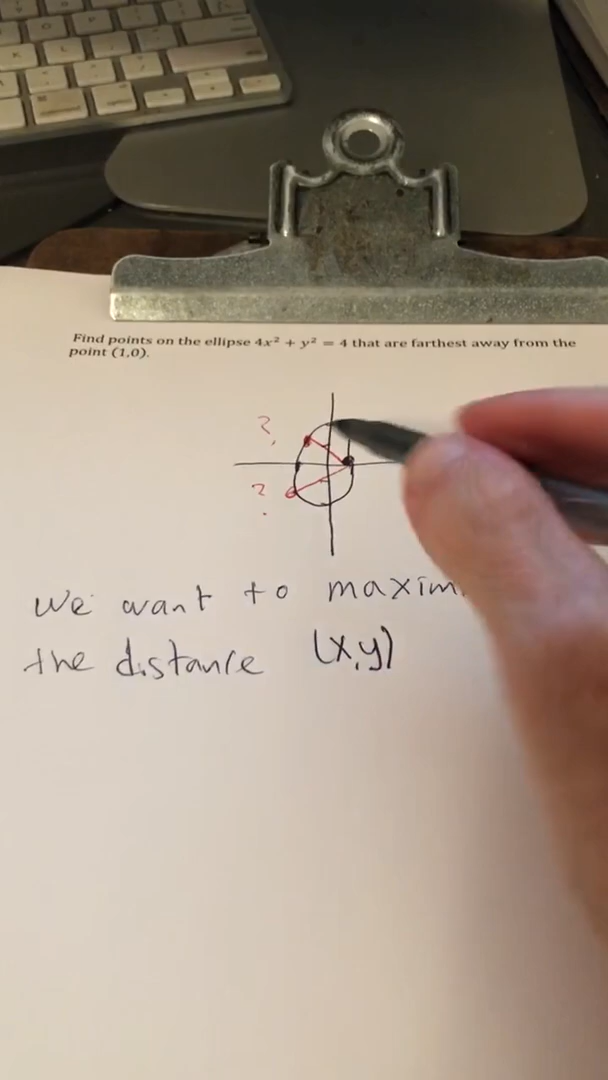 Find points on the ellipse 4x² + y² = 4 that are farthest away from the
point (1,0).
?
?
we want to maxim
the distance (x,y)